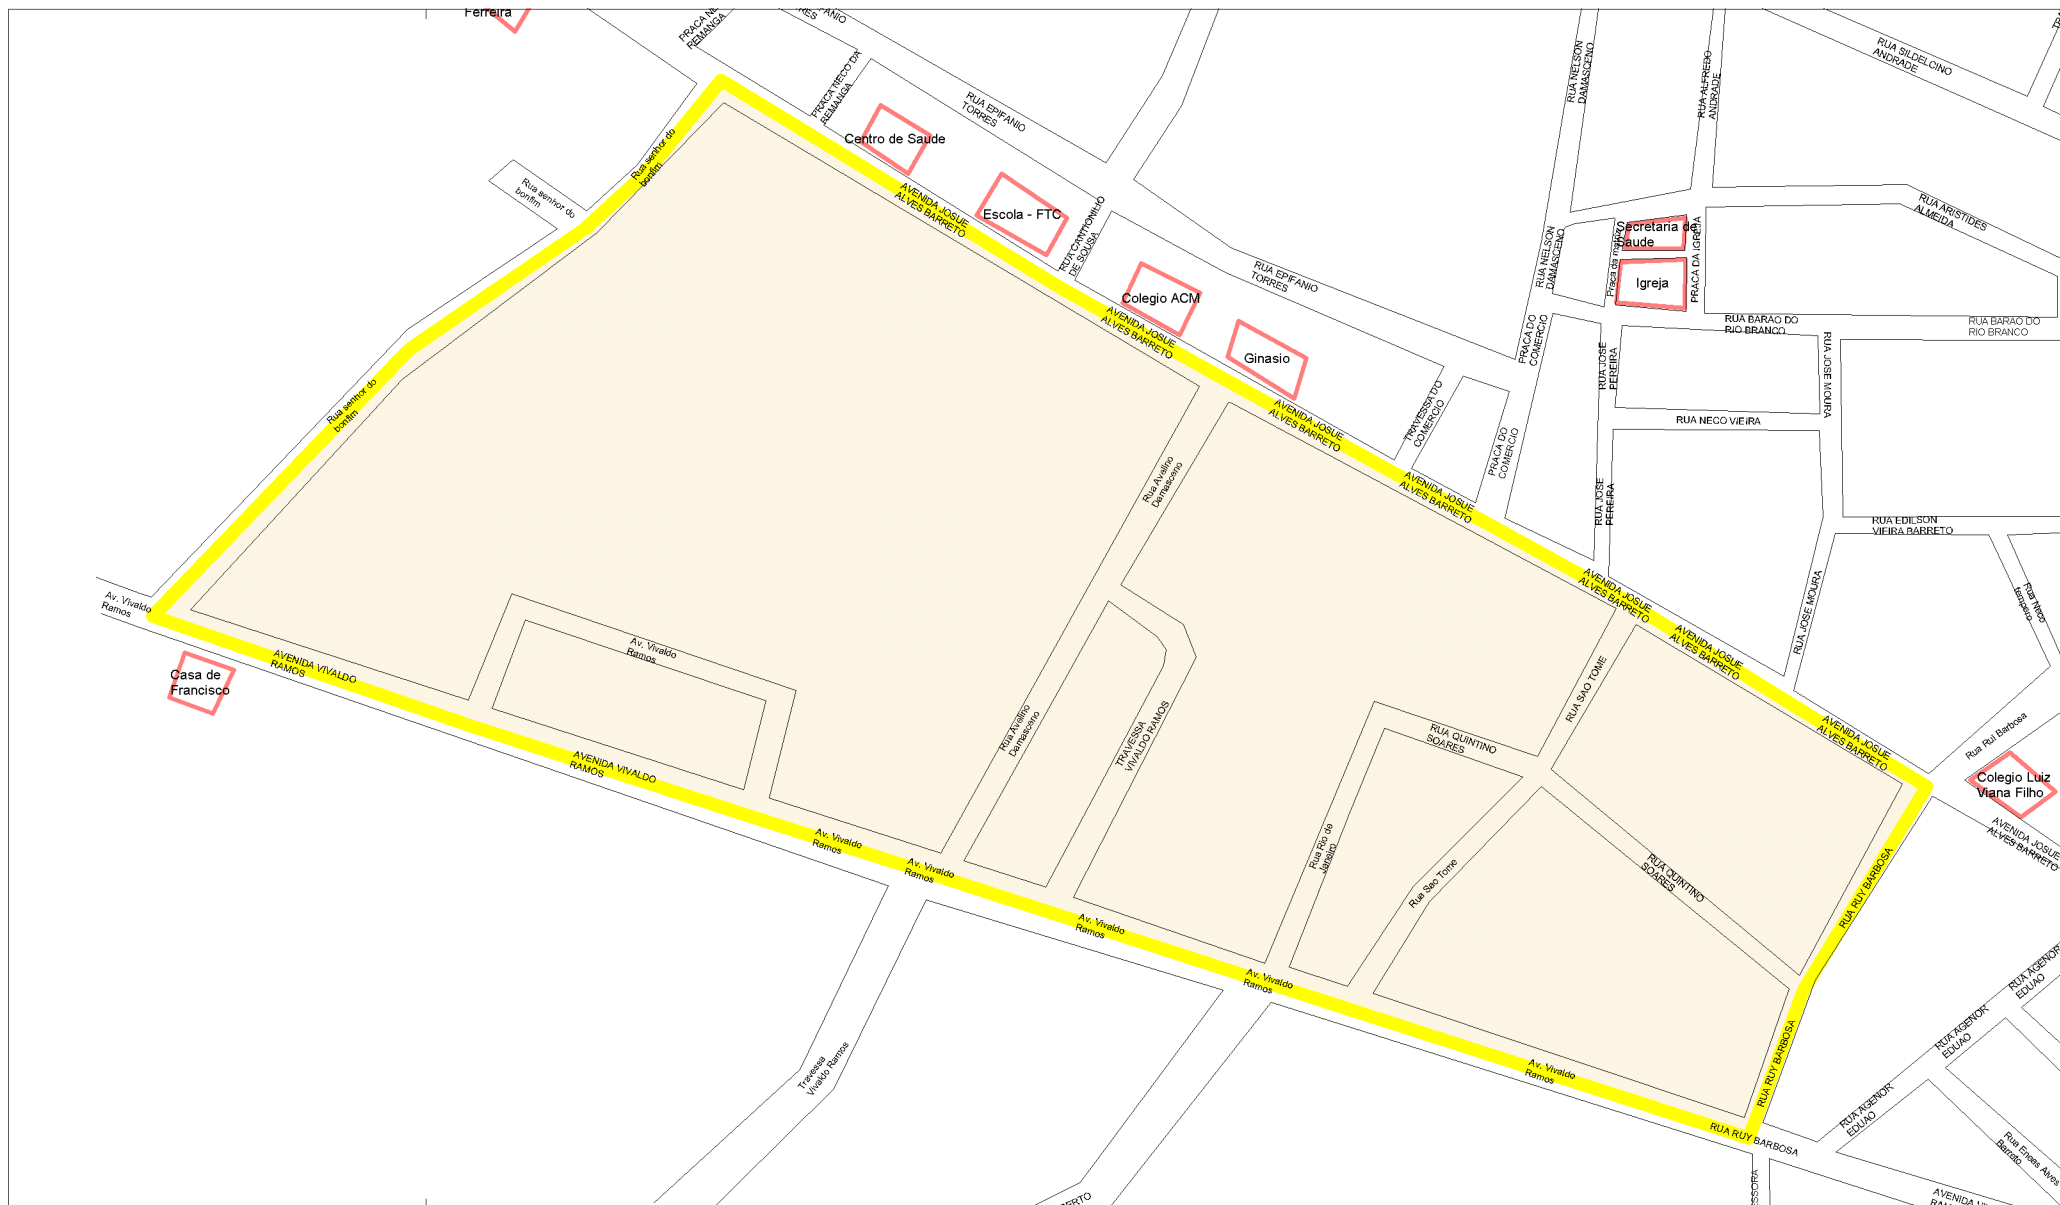 Ferreira
PRACA NE
REMANGA
RUA EPIFANIO
TORRES
PRACA NECO DA
REMANGA
Centro de Saude
Escola - FTC
AVENIDA JOSUE
ALVES BARRETO
RUA CANTIONILIO
DE SOUSA
Colegio ACM
AVENIDA JOSUE
ALVES BARRETO
Ginasio
RUA EPIFANIO
TORRES
AVENIDA JOSUE
ALVES BARRETO
TRAVESSA DO
COMERCIO
PRACA DO
COMERCIO
PRACA DO
COMERCIO
AVENIDA JOSUE
ALVES BARRETO
RUA NELSON
DAMASCENO
RUA NELSON
DAMASCENO
RUA ALFREDO
ANDRADE
RUA SILDELCINO
ANDRADE
RUA ARISTIDES
ALMEIDA
Secretaria de
Saude
Igreja
PRACA DA IGREJA
RUA BARAO DO
RIO BRANCO
RUA BARAO DO
RIO BRANCO
RUA JOSE
PEREIRA
RUA JOSE MOURA
RUA NECO VIEIRA
RUA JOSE
PEREIRA
RUA EDILSON
VIEIRA BARRETO
AVENIDA JOSUE
ALVES BARRETO
RUA JOSE MOURA
Rua Neco
tempero
AVENIDA JOSUE
ALVES BARRETO
AVENIDA JOSUE
ALVES BARRETO
Rua Rui Barbosa
Colegio Luiz
Viana Filho
AVENIDA JOSUE
ALVES BARRETO
Rua senhor do
bonfim
Rua senhor do
bonfim
Rua senhor do
bonfim
Av. Vivaldo
Ramos
Casa de
Francisco
AVENIDA VIVALDO
RAMOS
Av. Vivaldo
Ramos
AVENIDA VIVALDO
RAMOS
Rua Avelino
Damasceno
Rua Avelino
Damasceno
TRAVESSA
VIVALDO RAMOS
RUA SAO TOME
RUA QUINTINO
SOARES
Rua Rio de
Janeiro
Rua Sao Tome
RUA QUINTINO
SOARES
RUA RUY BARBOSA
Av. Vivaldo
Ramos
Av. Vivaldo
Ramos
Av. Vivaldo
Ramos
Av. Vivaldo
Ramos
Av. Vivaldo
Ramos
Travessa
Vivaldo Ramos
RUA RUY BARBOSA
RUA RUY BARBOSA
RUA AGENOR
EDUAO
RUA AGENOR
EDUAO
RUA AGENOR
EDUAO
Rua Eneas Alves
Barreto